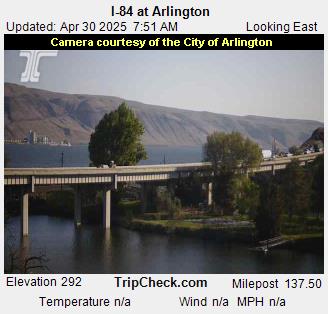 I-84 at Arlington
Updated: Apr 30 2025 7:51 AM Looking East
Camera courtesy of the City of Arlington
Elevation 292 TripCheck.com Milepost 137.50
Temperature n/a Wind n/a MPH n/a